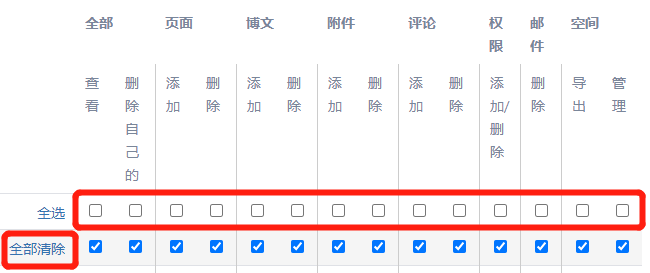 全部 页面 博文 附件 评论 权限 邮件 空间
查看 删除自己的 添加 删除 添加 删除 添加 删除 添加 删除 添加/删除 删除 导出 管理
全选
全部清除